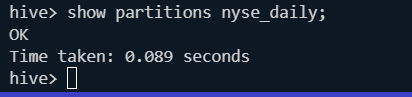 hive> show partitions nyse_daily;
OK
Time taken: 0.089 seconds
hive>